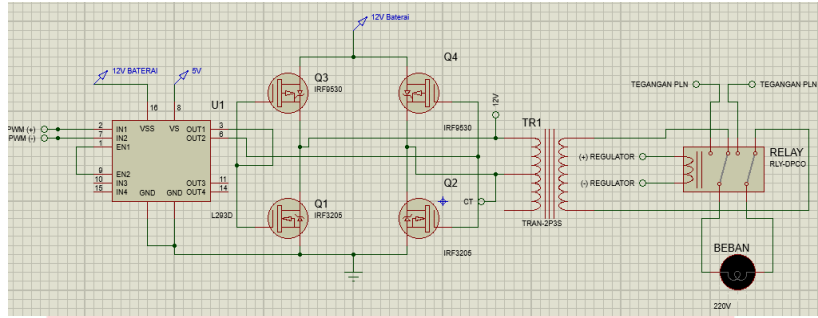 12V Baterai
12V BATERAI
5V
Q3
IRF9530
Q4
IRF9530
U1
16
8
PWM (+)
PWM (-)
2
7
1
9
10
15
IN1
IN2
EN1
EN2
IN3
IN4
VSS
VS
OUT1
OUT2
OUT3
OUT4
GND
GND
3
6
11
14
L293D
Q1
IRF3205
Q2
IRF3205
12V
TR1
CT
TRAN-2P3S
TEGANGAN PLN
TEGANGAN PLN
(+) REGULATOR
(-) REGULATOR
RELAY
RLY-DPCO
BEBAN
220V